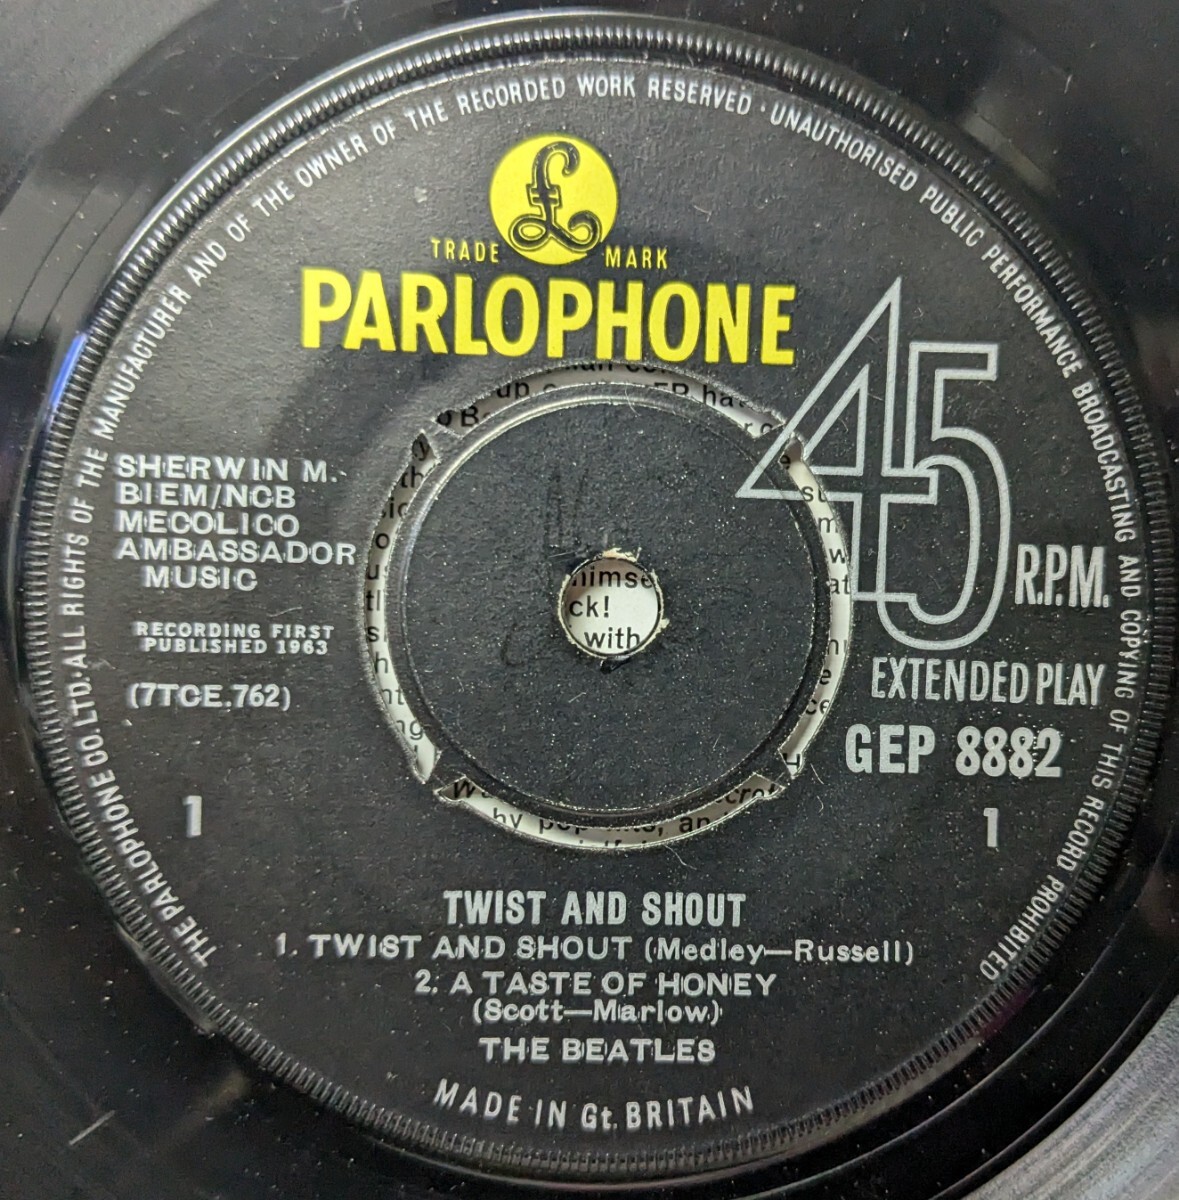 THE PARLOPHONE CO. LTD. · ALL RIGHTS OF THE MANUFACTURER AND OF THE OWNER OF THE RECORDED WORK RESERVED · UNAUTHORISED PUBLIC PERFORMANCE BROADCASTING AND COPYING OF THIS RECORD PROHIBITED
£
TRADE MARK
PARLOPHONE
45
R.P.M.
EXTENDED PLAY
GEP 8882
1
SHERWIN M.
BIEM/NCB
MECOLICO
AMBASSADOR
MUSIC
RECORDING FIRST
PUBLISHED 1963
(7TCE.762)
1
ck!
with
TWIST AND SHOUT
1. TWIST AND SHOUT (Medley—Russell)
2. A TASTE OF HONEY
(Scott—Marlow)
THE BEATLES
MADE IN Gt. BRITAIN